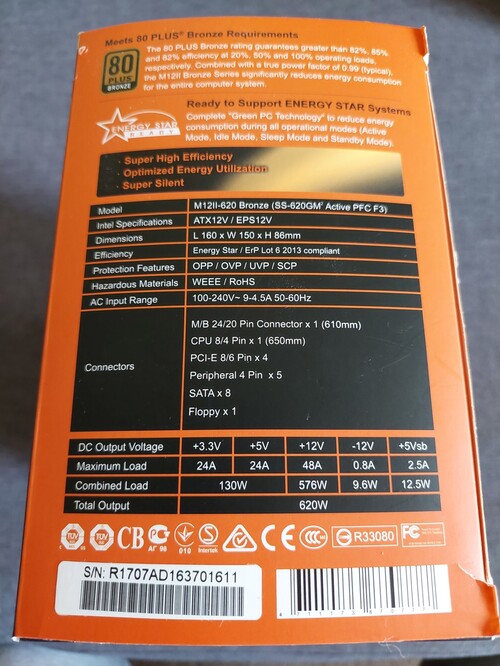 Meets 80 PLUS® Bronze Requirements
80
PLUS
BRONZE
The 80 PLUS Bronze rating guarantees greater than 82%, 85%
and 82% efficiency at 20%, 50% and 100% operating loads,
respectively. Combined with a true power factor of 0.99 (typical),
the M12II Bronze Series significantly reduces energy consumption
for the entire computer system.
Ready to Support ENERGY STAR Systems
ENERGY STAR
READY
Complete "Green PC Technology" to reduce energy
consumption during all operational modes (Active
Mode, Idle Mode, Sleep Mode and Standby Mode).
· Super High Efficiency
· Optimized Energy Utilization
· Super Silent
Model M12II-620 Bronze (SS-620GM² Active PFC F3)
Intel Specifications ATX12V / EPS12V
Dimensions L 160 x W 150 x H 86mm
Efficiency Energy Star / ErP Lot 6 2013 compliant
Protection Features OPP / OVP / UVP / SCP
Hazardous Materials WEEE / RoHS
AC Input Range 100-240V~ 9-4.5A 50-60Hz
Connectors
M/B 24/20 Pin Connector x 1 (610mm)
CPU 8/4 Pin x 1 (650mm)
PCI-E 8/6 Pin x 4
Peripheral 4 Pin x 5
SATA x 8
Floppy x 1
DC Output Voltage +3.3V +5V +12V -12V +5Vsb
Maximum Load 24A 24A 48A 0.8A 2.5A
Combined Load 130W 576W 9.6W 12.5W
Total Output 620W
TÜV TÜV CB АГ 98 010 Intertek CE CCC R33080 FC
S/N: R1707AD163701611